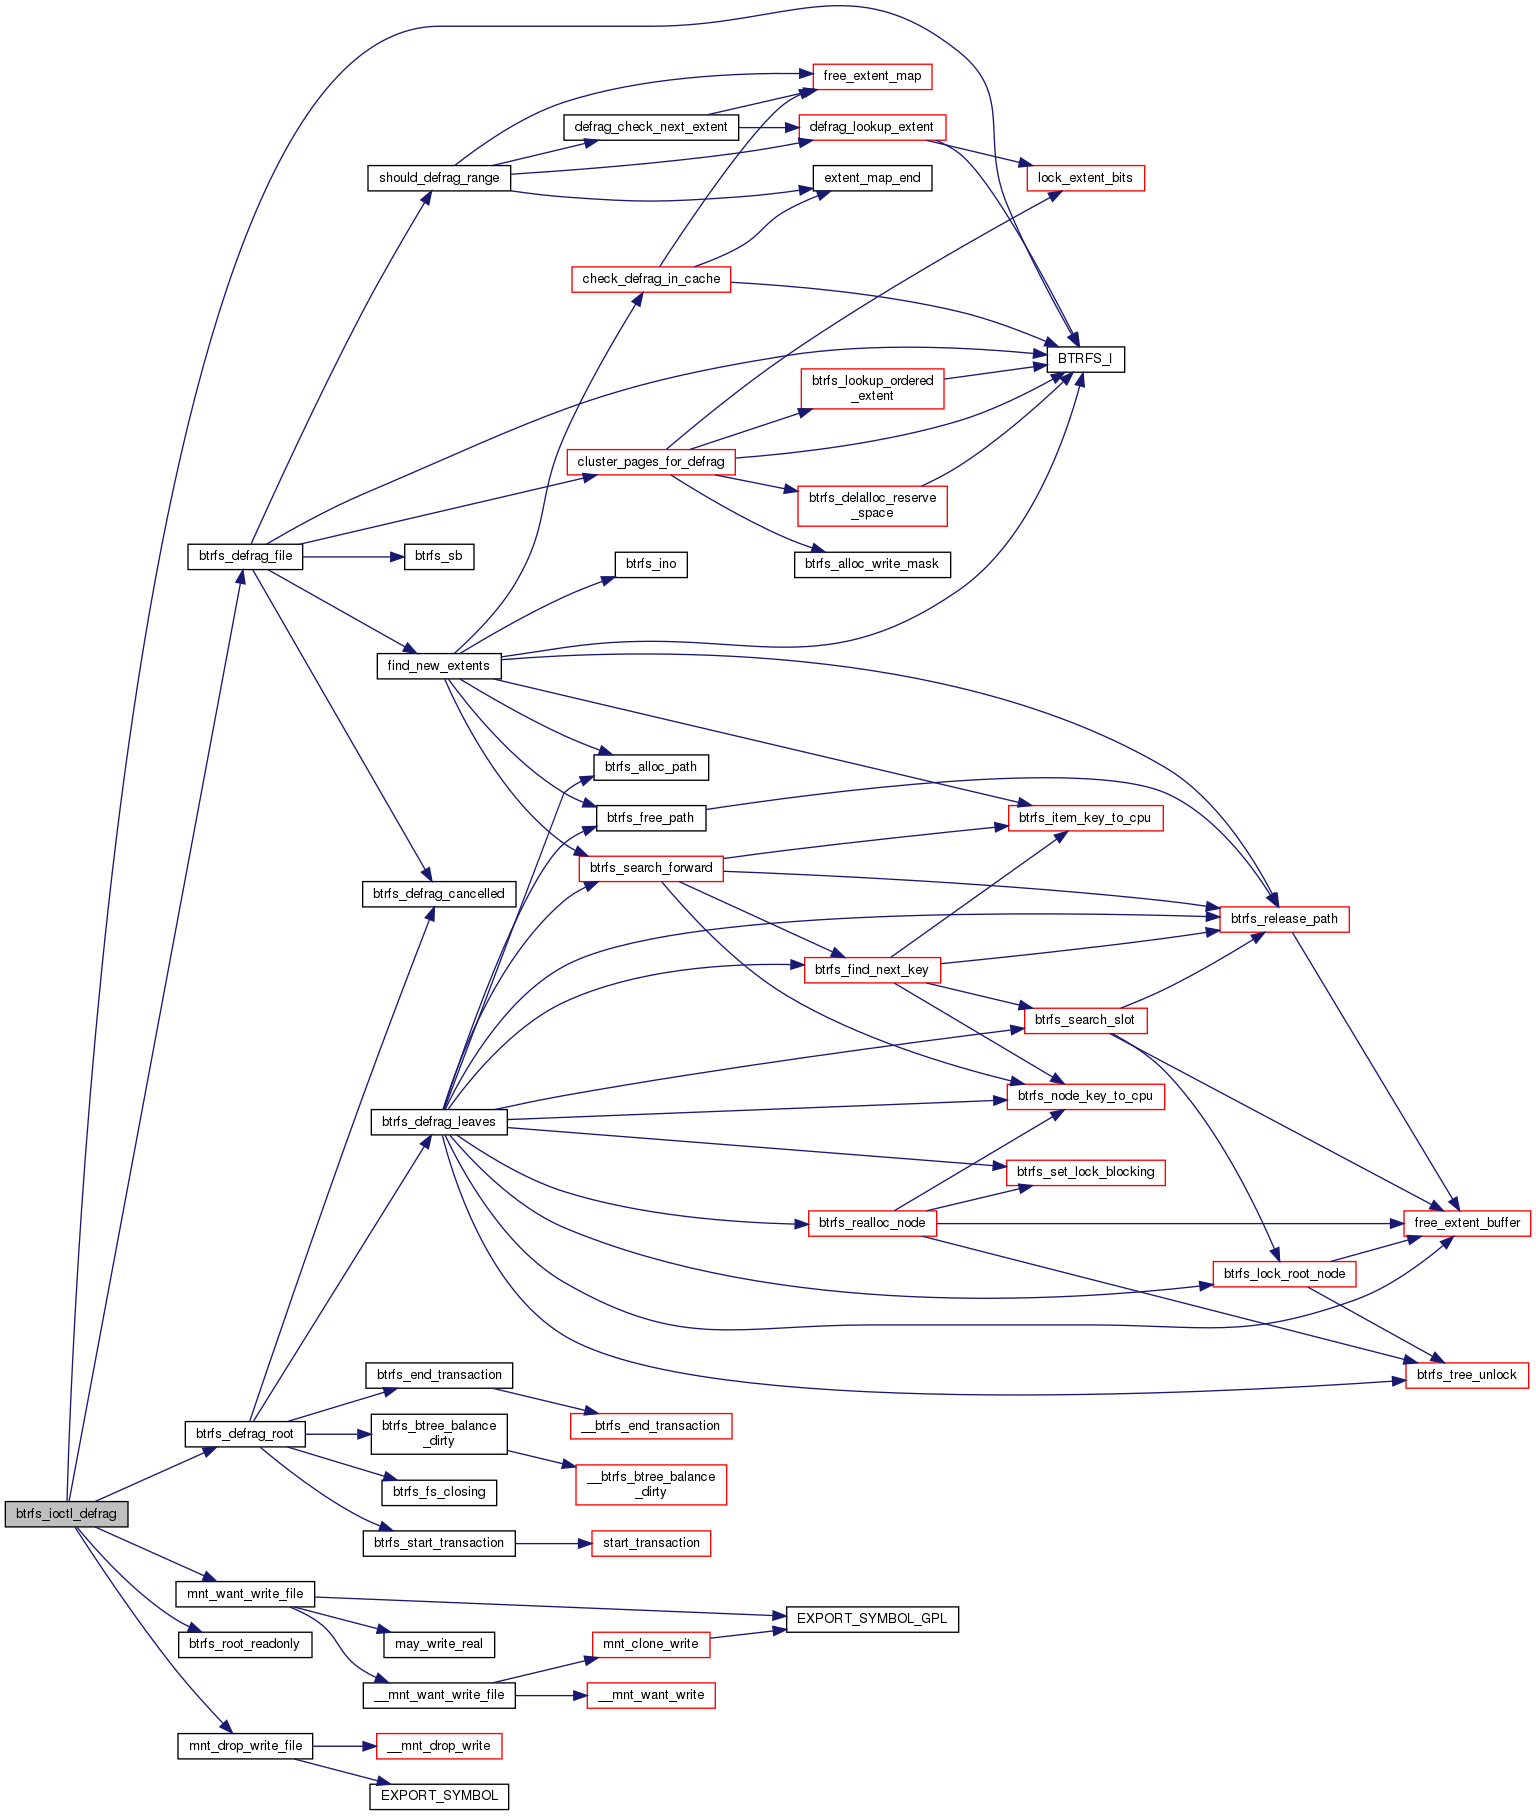 free_extent_map
defrag_check_next_extent
defrag_lookup_extent
should_defrag_range
extent_map_end
lock_extent_bits
check_defrag_in_cache
BTRFS_I
btrfs_lookup_ordered
_extent
cluster_pages_for_defrag
btrfs_delalloc_reserve
_space
btrfs_defrag_file
btrfs_sb
btrfs_ino
btrfs_alloc_write_mask
find_new_extents
btrfs_alloc_path
btrfs_free_path
btrfs_item_key_to_cpu
btrfs_search_forward
btrfs_defrag_cancelled
btrfs_release_path
btrfs_find_next_key
btrfs_search_slot
btrfs_node_key_to_cpu
btrfs_defrag_leaves
btrfs_set_lock_blocking
btrfs_realloc_node
free_extent_buffer
btrfs_lock_root_node
btrfs_end_transaction
btrfs_tree_unlock
btrfs_defrag_root
btrfs_btree_balance
_dirty
__btrfs_end_transaction
btrfs_fs_closing
__btrfs_btree_balance
_dirty
btrfs_ioctl_defrag
btrfs_start_transaction
start_transaction
mnt_want_write_file
EXPORT_SYMBOL_GPL
btrfs_root_readonly
may_write_real
mnt_clone_write
__mnt_want_write_file
__mnt_want_write
mnt_drop_write_file
__mnt_drop_write
EXPORT_SYMBOL